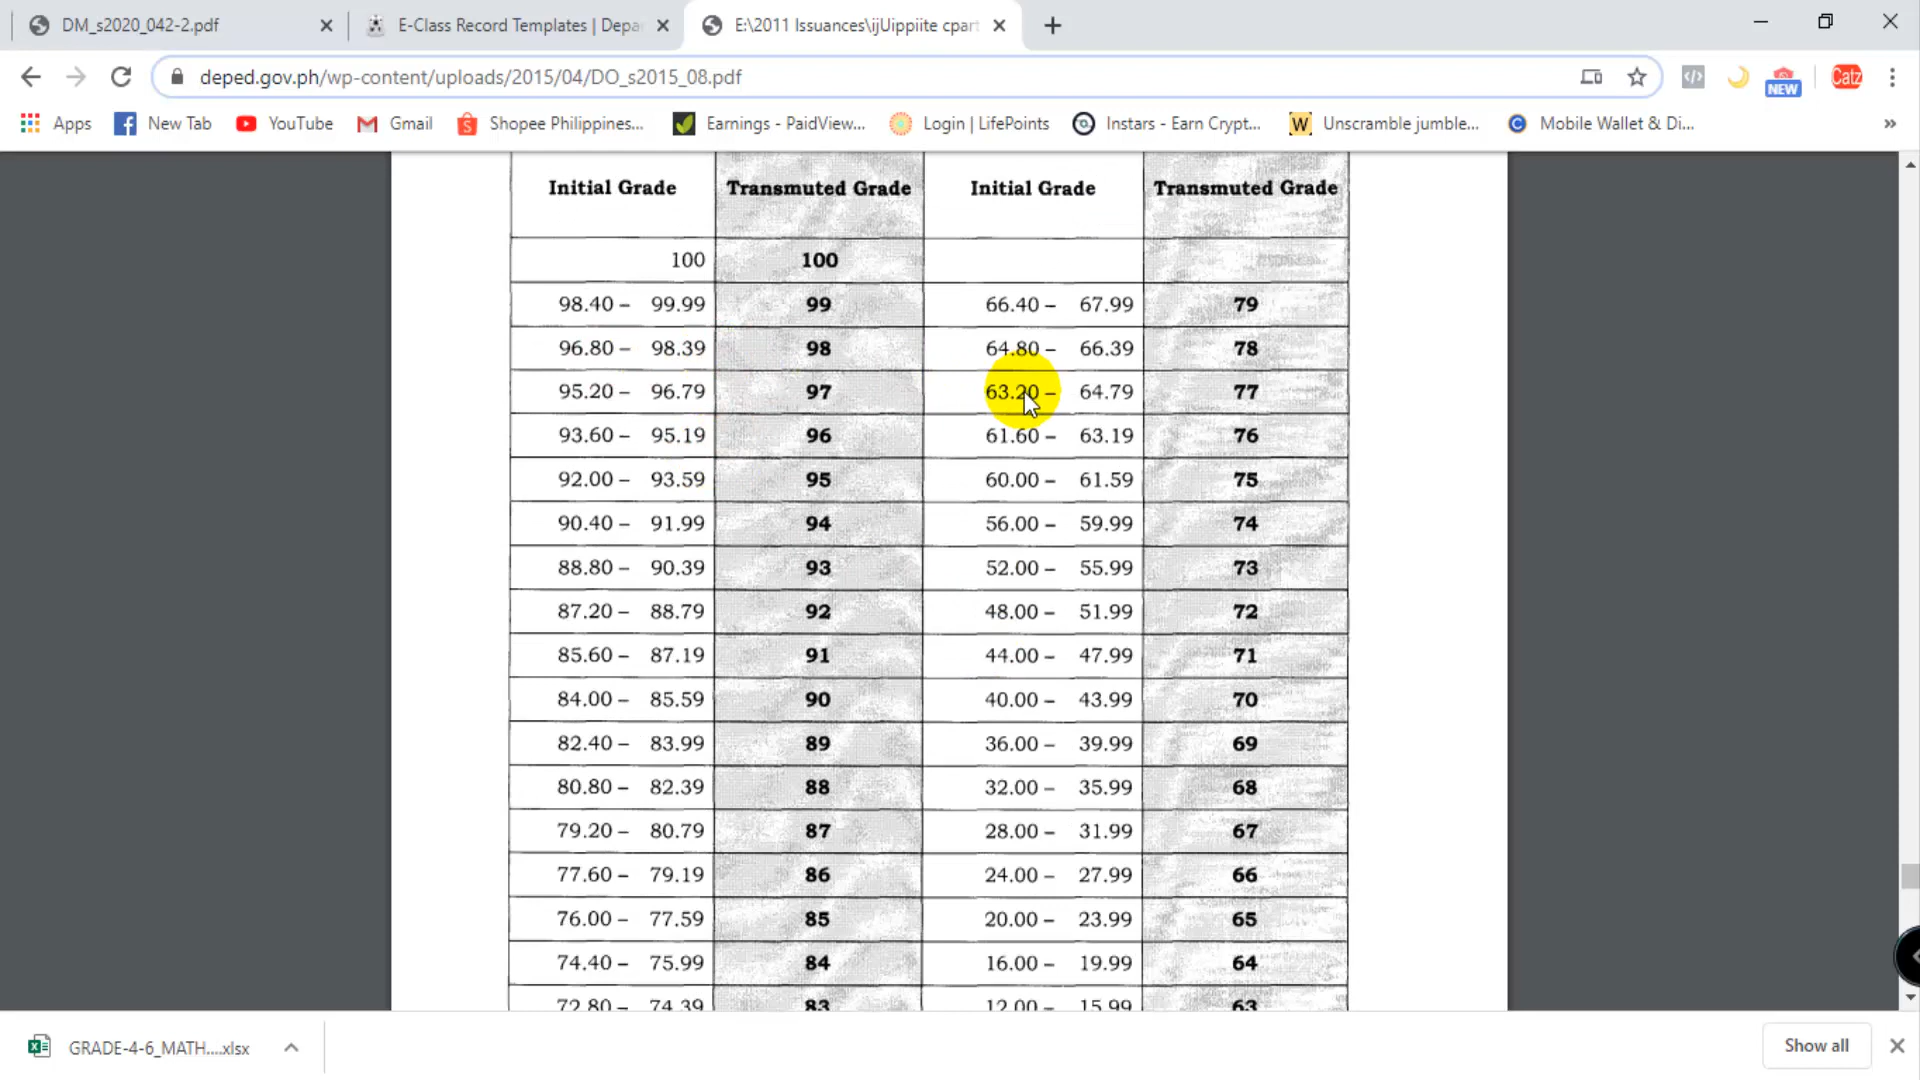 DM_s2020_042-2.pdf
E-Class Record Templates | Depa
E:\2011 Issuances\ijUippiite cpart
deped.gov.ph/wp-content/uploads/2015/04/DO_s2015_08.pdf
NEW
Catz
Apps
New Tab
YouTube
Gmail
Shopee Philippines...
Earnings - PaidView...
Login | LifePoints
Instars - Earn Crypt...
W
Unscramble jumble...
Mobile Wallet & Di...
»
Initial Grade Transmuted Grade Initial Grade Transmuted Grade
100 100
98.40 – 99.99 99 66.40 – 67.99 79
96.80 – 98.39 98 64.80 – 66.39 78
95.20 – 96.79 97 63.20 – 64.79 77
93.60 – 95.19 96 61.60 – 63.19 76
92.00 – 93.59 95 60.00 – 61.59 75
90.40 – 91.99 94 56.00 – 59.99 74
88.80 – 90.39 93 52.00 – 55.99 73
87.20 – 88.79 92 48.00 – 51.99 72
85.60 – 87.19 91 44.00 – 47.99 71
84.00 – 85.59 90 40.00 – 43.99 70
82.40 – 83.99 89 36.00 – 39.99 69
80.80 – 82.39 88 32.00 – 35.99 68
79.20 – 80.79 87 28.00 – 31.99 67
77.60 – 79.19 86 24.00 – 27.99 66
76.00 – 77.59 85 20.00 – 23.99 65
74.40 – 75.99 84 16.00 – 19.99 64
72.80 – 74.39 83 12.00 – 15.99 63
GRADE-4-6_MATH....xlsx
Show all